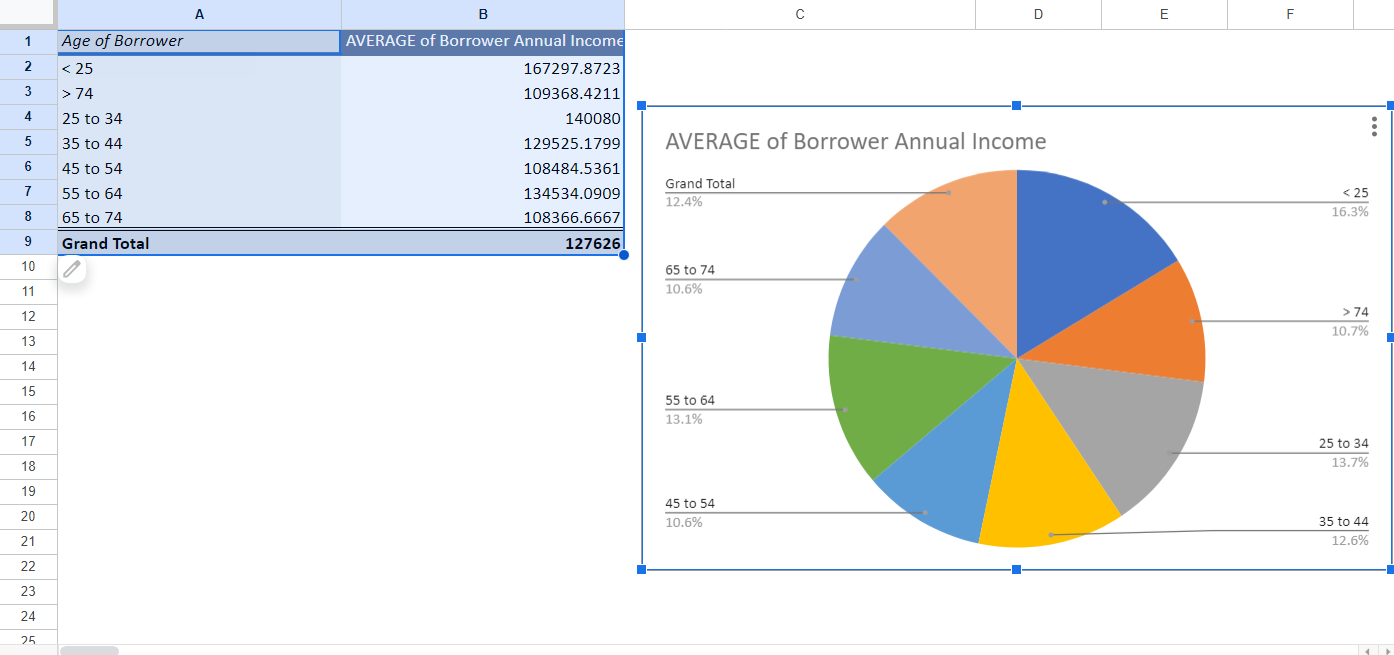 A B C D E F
1 Age of Borrower AVERAGE of Borrower Annual Income
2 < 25 167297.8723
3 > 74 109368.4211
4 25 to 34 140080
5 35 to 44 129525.1799
6 45 to 54 108484.5361
7 55 to 64 134534.0909
8 65 to 74 108366.6667
9 Grand Total 127626
10
11
12
13
14
15
16
17
18
19
20
21
22
23
24
25
AVERAGE of Borrower Annual Income
Grand Total
12.4%
< 25
16.3%
65 to 74
10.6%
> 74
10.7%
55 to 64
13.1%
25 to 34
13.7%
45 to 54
10.6%
35 to 44
12.6%